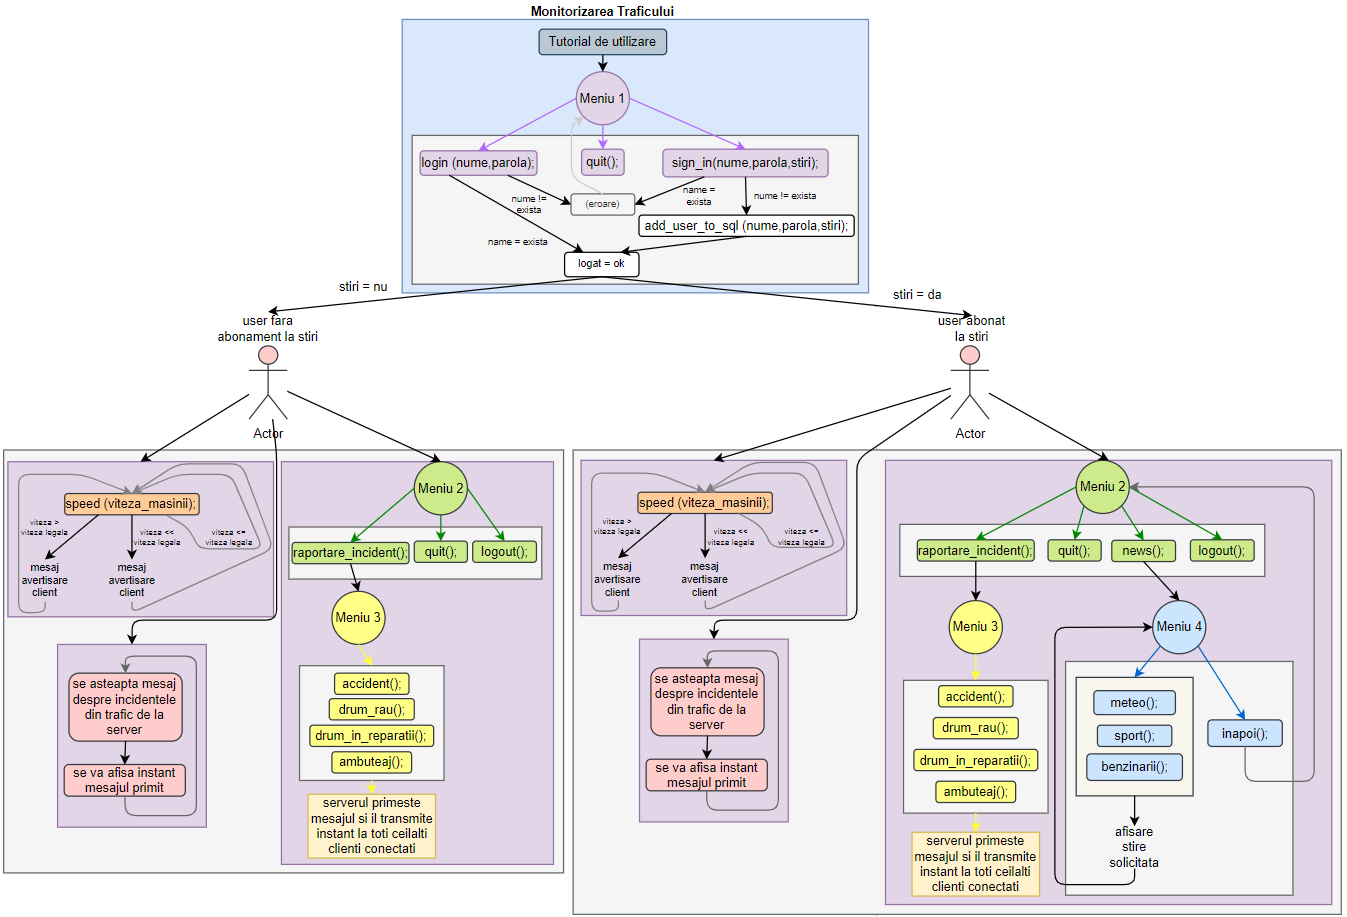 Monitorizarea Traficului
Tutorial de utilizare
Meniu 1
login (nume,parola);
quit();
sign_in(nume,parola,stiri);
nume !=
exista
(eroare)
name =
exista
nume != exista
add_user_to_sql (nume,parola,stiri);
name = exista
logat = ok
stiri = nu
stiri = da
user fara
abonament la stiri
Actor
speed (viteza_masinii);
viteza >
viteza legala
viteza <<
viteza legala
viteza <=
viteza legala
mesaj
avertisare
client
mesaj
avertisare
client
se asteapta mesaj
despre incidentele
din trafic de la
server
se va afisa instant
mesajul primit
Meniu 2
raportare_incident();
quit();
logout();
Meniu 3
accident();
drum_rau();
drum_in_reparatii();
ambuteaj();
serverul primeste
mesajul si il transmite
instant la toti ceilalti
clienti conectati
user abonat
la stiri
Actor
speed (viteza_masinii);
viteza >
viteza legala
viteza <<
viteza legala
viteza <=
viteza legala
mesaj
avertisare
client
mesaj
avertisare
client
se asteapta mesaj
despre incidentele
din trafic de la
server
se va afisa instant
mesajul primit
Meniu 2
raportare_incident();
quit();
news();
logout();
Meniu 3
accident();
drum_rau();
drum_in_reparatii();
ambuteaj();
serverul primeste
mesajul si il transmite
instant la toti ceilalti
clienti conectati
Meniu 4
meteo();
sport();
benzinarii();
inapoi();
afisare
stire
solicitata